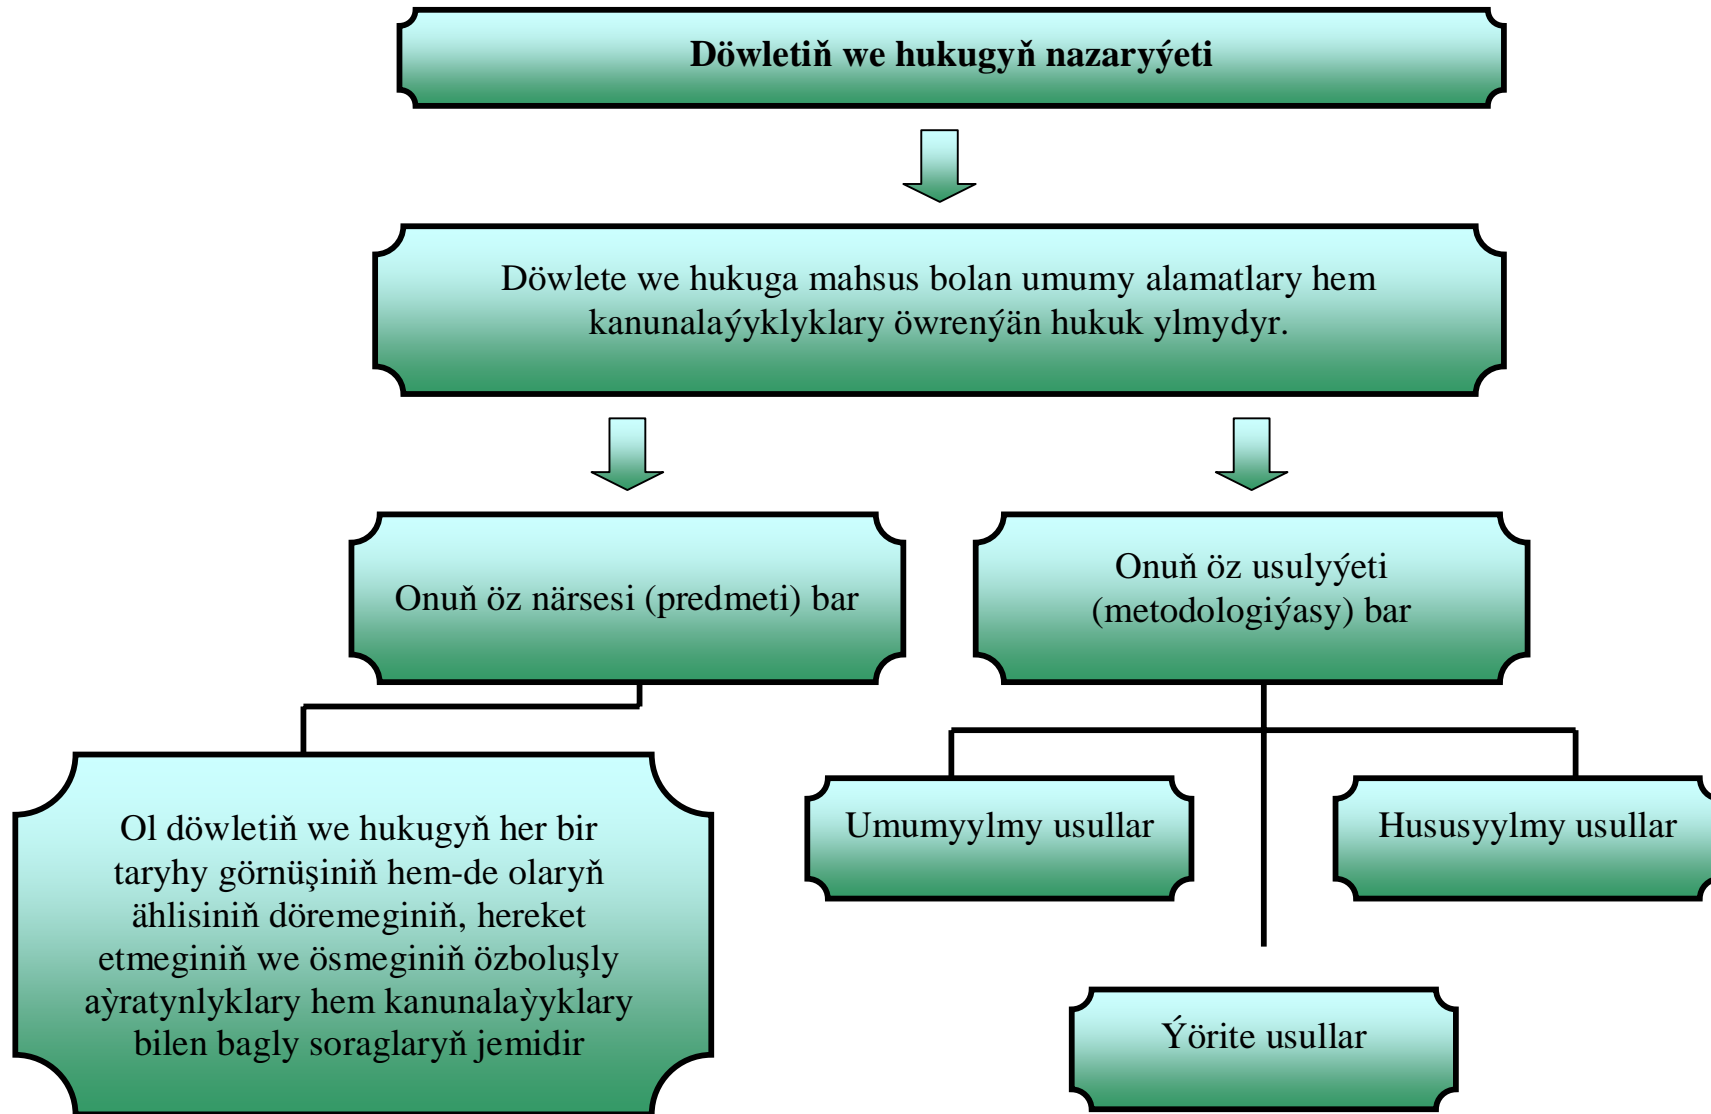 Döwletiň we hukugyň nazaryýeti
Döwlete we hukuga mahsus bolan umumy alamatlary hem
kanunalaýyklyklary öwrenýän hukuk ylmydyr.
Onuň öz närsesi (predmeti) bar
Onuň öz usulyýeti
(metodologiýasy) bar
Ol döwletiň we hukugyň her bir
taryhy görnüşiniň hem-de olaryň
ählisiniň döremeginiň, hereket
etmeginiň we ösmeginiň özboluşly
aỳratynlyklary hem kanunalaỳyklary
bilen bagly soraglaryň jemidir
Umumyylmy usullar
Hususyylmy usullar
Ýörite usullar